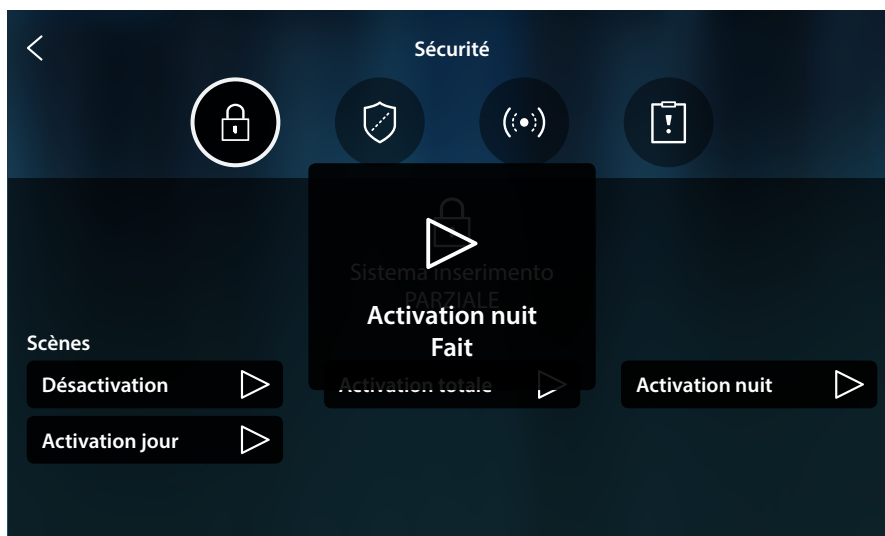 Sécurité
Sistema inserimento
PARZIALE
Activation nuit
Fait
Scènes
Désactivation
Activation totale
Activation nuit
Activation jour